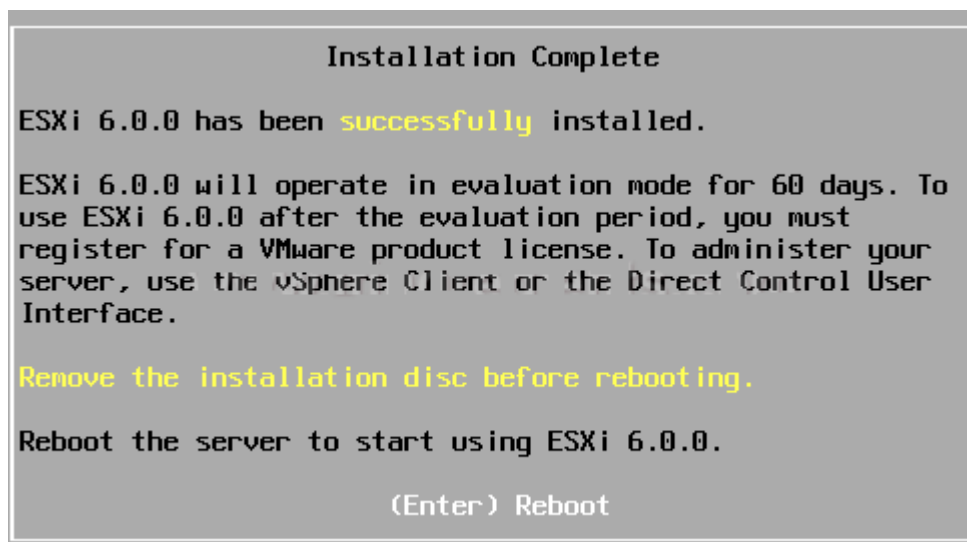 Installation Complete
ESXi 6.0.0 has been successfully installed.
ESXi 6.0.0 will operate in evaluation mode for 60 days. To
use ESXi 6.0.0 after the evaluation period, you must
register for a VMware product license. To administer your
server, use the vSphere Client or the Direct Control User
Interface.
Remove the installation disc before rebooting.
Reboot the server to start using ESXi 6.0.0.
(Enter) Reboot